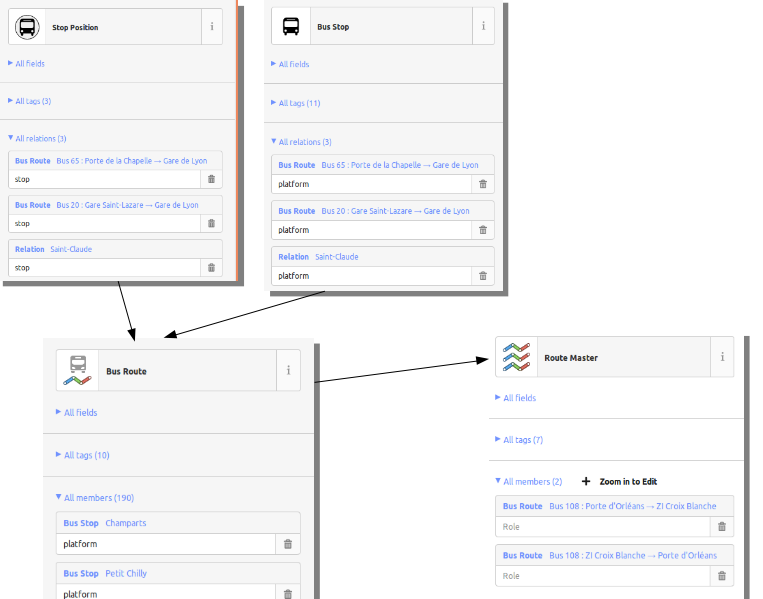 Stop Position
i
All fields
All tags (3)
All relations (3)
Bus Route Bus 65 : Porte de la Chapelle → Gare de Lyon
stop
Bus Route Bus 20 : Gare Saint-Lazare → Gare de Lyon
stop
Relation Saint-Claude
stop
Bus Stop
i
All fields
All tags (11)
All relations (3)
Bus Route Bus 65 : Porte de la Chapelle → Gare de Lyon
platform
Bus Route Bus 20 : Gare Saint-Lazare → Gare de Lyon
platform
Relation Saint-Claude
platform
Bus Route
i
All fields
All tags (10)
All members (190)
Bus Stop Champarts
platform
Bus Stop Petit Chilly
platform
Route Master
i
All fields
All tags (7)
All members (2) + Zoom in to Edit
Bus Route Bus 108 : Porte d'Orléans → ZI Croix Blanche
Role
Bus Route Bus 108 : ZI Croix Blanche → Porte d'Orléans
Role